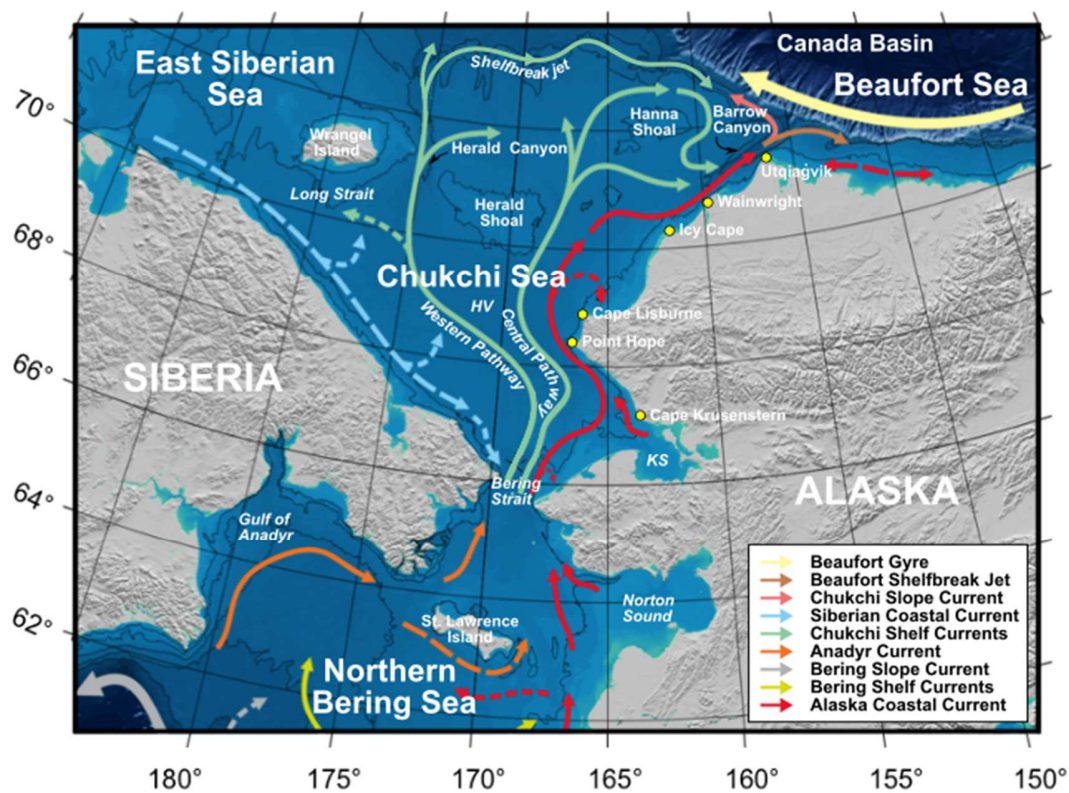 Canada Basin
East Siberian
Sea
Beaufort Sea
Shelfbreak jet
70°
Wrangel
Island
Hanna
Shoal
Barrow
Canyon
Herald Canyon
Utqiaġvik
Long Strait
Herald
Shoal
Wainwright
68°
Icy Cape
Chukchi Sea
HV
Cape Lisburne
Western Pathway
Central Pathway
Point Hope
66°
SIBERIA
Cape Krusenstern
KS
Bering
Strait
ALASKA
64°
Gulf of
Anadyr
Norton
Sound
St. Lawrence
Island
62°
Northern
Bering Sea
Beaufort Gyre
Beaufort Shelfbreak Jet
Chukchi Slope Current
Siberian Coastal Current
Chukchi Shelf Currents
Anadyr Current
Bering Slope Current
Bering Shelf Currents
Alaska Coastal Current
180°
175°
170°
165°
160°
155°
150°